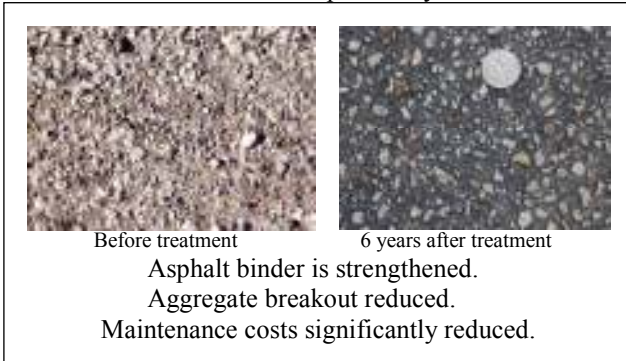 Before treatment 6 years after treatment
Asphalt binder is strengthened.
Aggregate breakout reduced.
Maintenance costs significantly reduced.